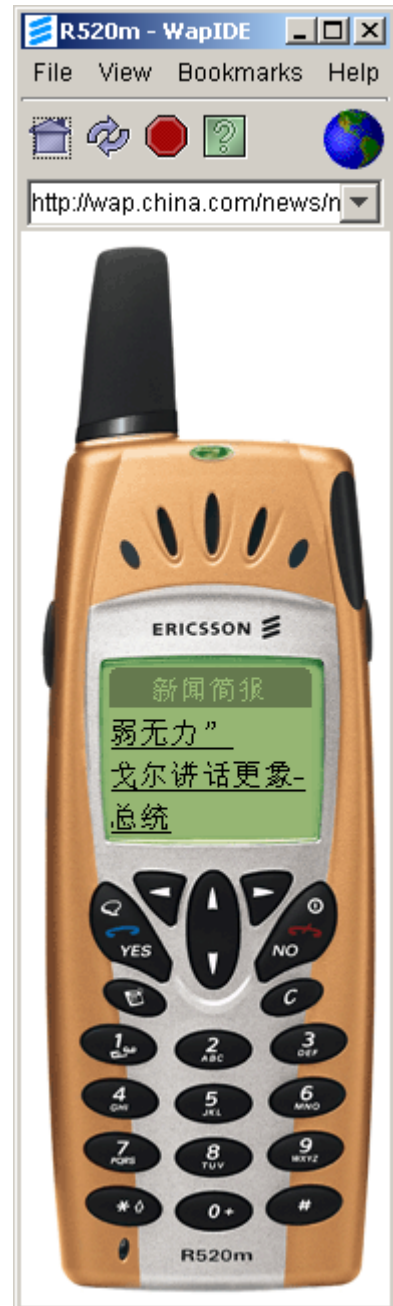 R520m - WapIDE
File View Bookmarks Help
http://wap.china.com/news/n
ERICSSON
新闻简报
弱无力”
戈尔讲话更象-
总统
YES
NO
C
1
2 ABC
3 DEF
4 GHI
5 JKL
6 MNO
7 PQRS
8 TUV
9 WXYZ
*
0 +
#
R520m